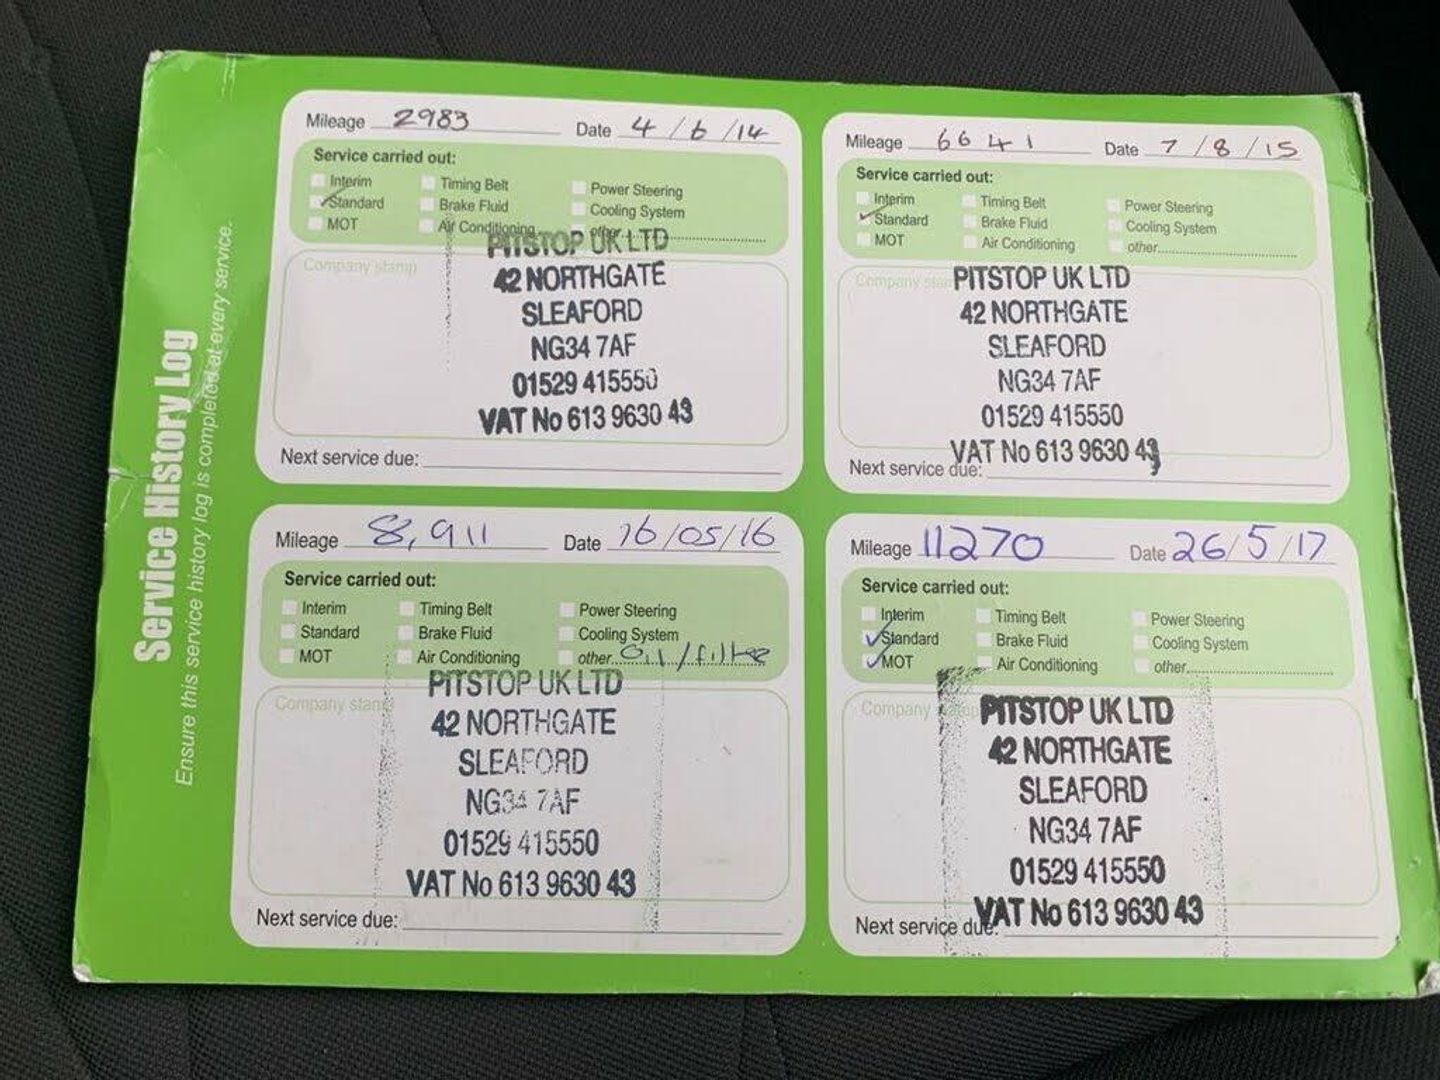 Service History Log
Ensure this service history log is completed at every service.
Mileage 2983 Date 4/6/14
Service carried out:
Interim Timing Belt Power Steering
Standard Brake Fluid Cooling System
MOT Air Conditioning other
Company stamp
PITSTOP UK LTD
42 NORTHGATE
SLEAFORD
NG34 7AF
01529 415550
VAT No 613 9630 43
Next service due:
Mileage 6641 Date 7/8/15
Service carried out:
Interim Timing Belt Power Steering
Standard Brake Fluid Cooling System
MOT Air Conditioning other
Company stamp
PITSTOP UK LTD
42 NORTHGATE
SLEAFORD
NG34 7AF
01529 415550
VAT No 613 9630 43
Next service due:
Mileage 8,911 Date 16/05/16
Service carried out:
Interim Timing Belt Power Steering
Standard Brake Fluid Cooling System
MOT Air Conditioning other Oil/filter
Company stamp
PITSTOP UK LTD
42 NORTHGATE
SLEAFORD
NG34 7AF
01529 415550
VAT No 613 9630 43
Next service due:
Mileage 11270 Date 26/5/17
Service carried out:
Interim Timing Belt Power Steering
Standard Brake Fluid Cooling System
MOT Air Conditioning other
Company stamp
PITSTOP UK LTD
42 NORTHGATE
SLEAFORD
NG34 7AF
01529 415550
VAT No 613 9630 43
Next service due: